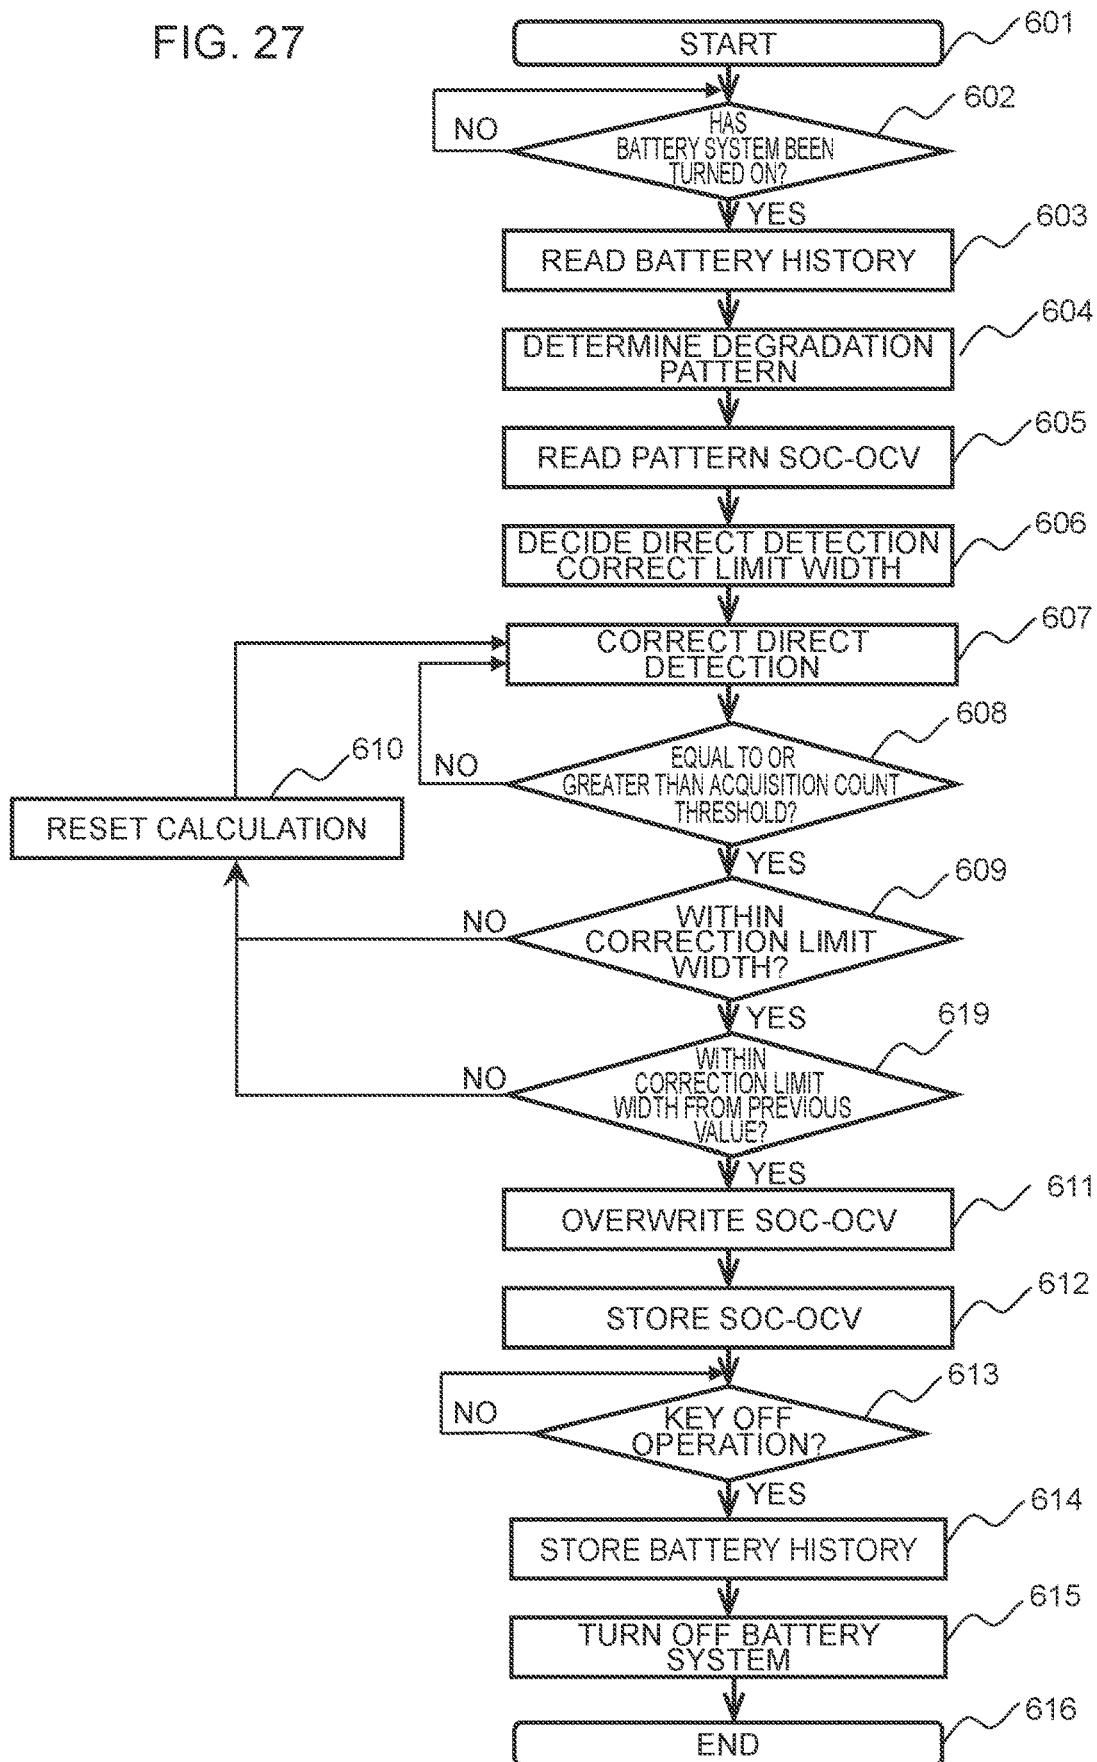 FIG. 27
START
601
HAS
BATTERY SYSTEM BEEN
TURNED ON?
602
NO
YES
READ BATTERY HISTORY
603
DETERMINE DEGRADATION
PATTERN
604
READ PATTERN SOC-OCV
605
DECIDE DIRECT DETECTION
CORRECT LIMIT WIDTH
606
CORRECT DIRECT
DETECTION
607
EQUAL TO OR
GREATER THAN ACQUISITION COUNT
THRESHOLD?
608
NO
610
RESET CALCULATION
YES
WITHIN
CORRECTION LIMIT
WIDTH?
609
NO
YES
WITHIN
CORRECTION LIMIT
WIDTH FROM PREVIOUS
VALUE?
619
NO
YES
OVERWRITE SOC-OCV
611
STORE SOC-OCV
612
KEY OFF
OPERATION?
613
NO
YES
STORE BATTERY HISTORY
614
TURN OFF BATTERY
SYSTEM
615
END
616